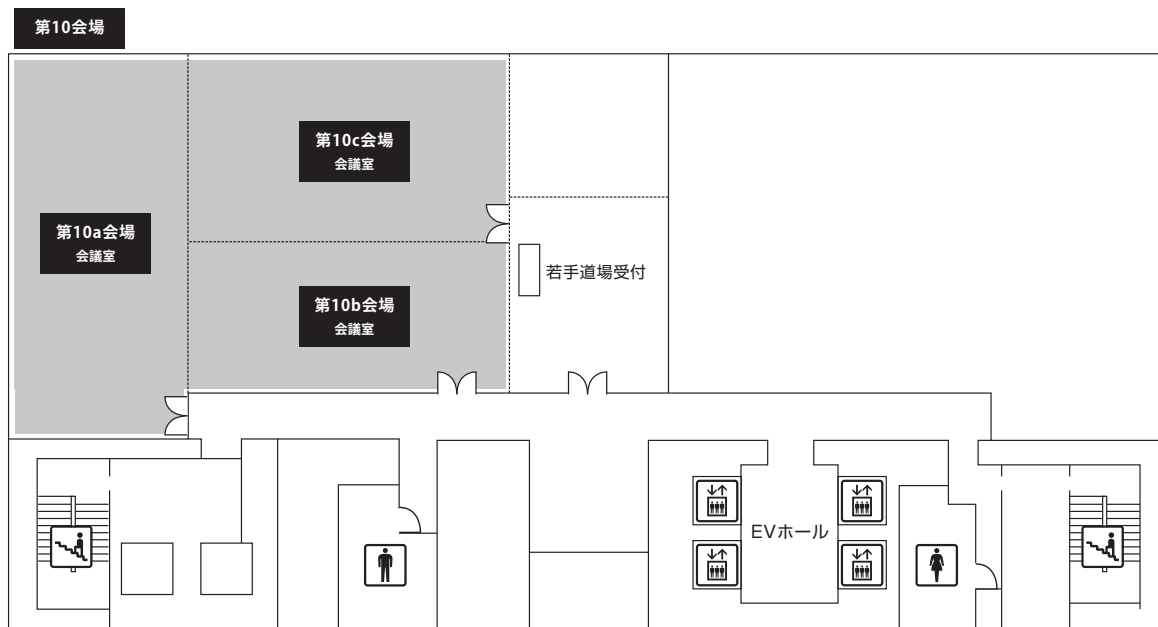 第10会場
第10c会場
会議室
第10a会場
会議室
若手道場受付
第10b会場
会議室
EVホール